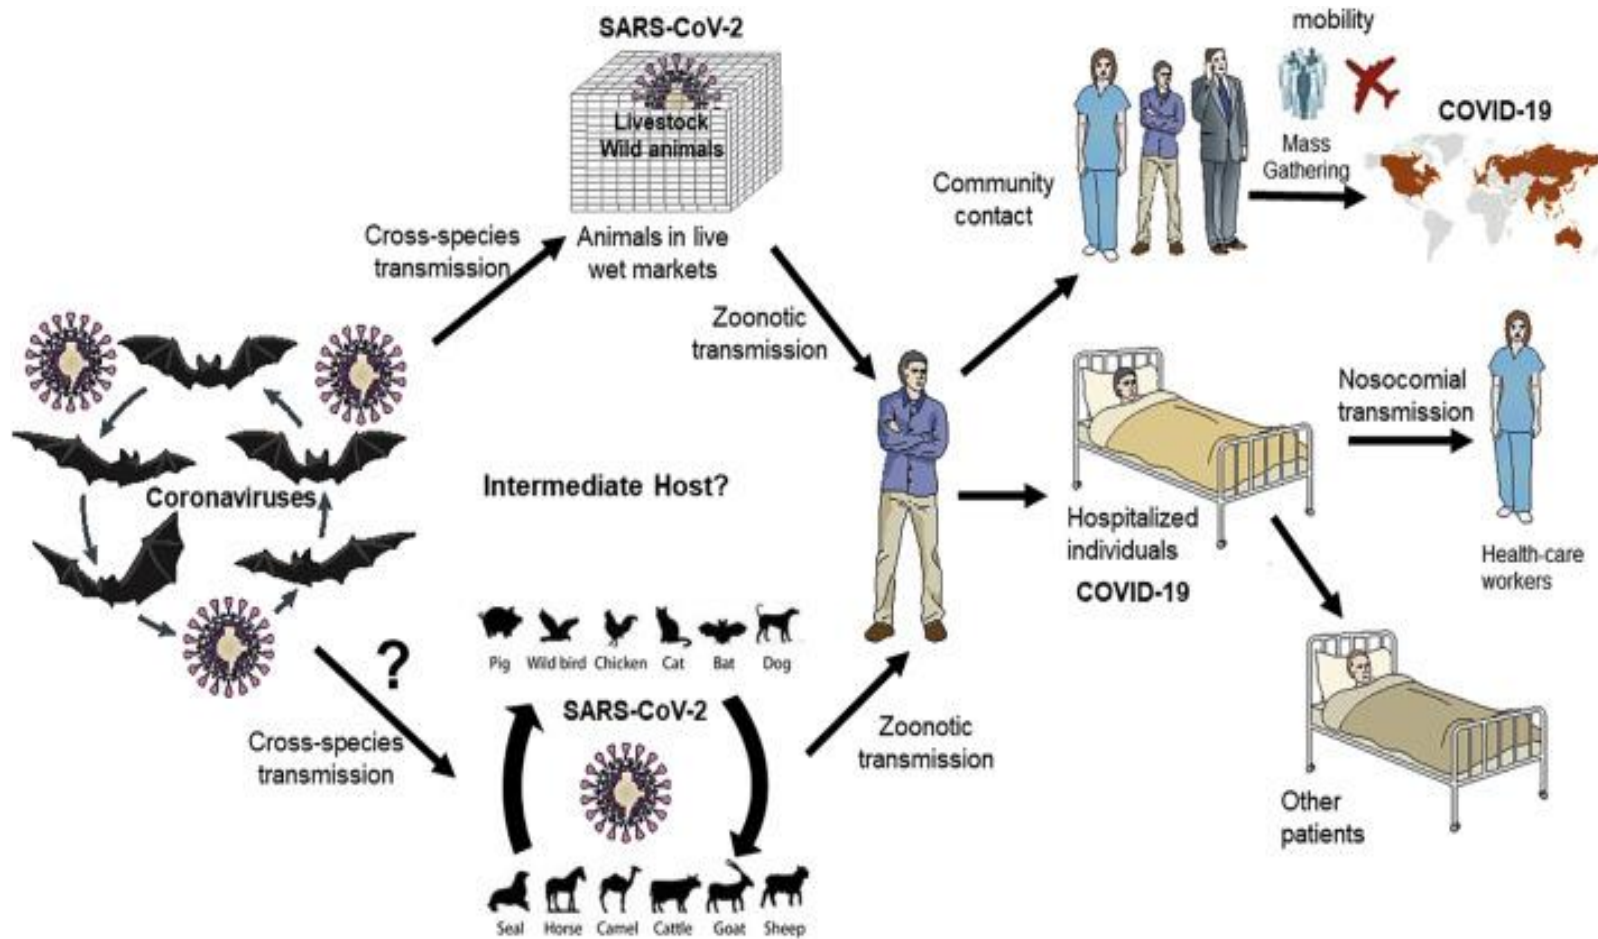 SARS-CoV-2
Livestock
Wild animals
Animals in live
wet markets
Cross-species
transmission
Zoonotic
transmission
Community
contact
mobility
Mass
Gathering
COVID-19
Coronaviruses
Intermediate Host?
Hospitalized
individuals
COVID-19
Nosocomial
transmission
Health-care
workers
Other
patients
?
Cross-species
transmission
Pig Wild bird Chicken Cat Bat Dog
SARS-CoV-2
Seal Horse Camel Cattle Goat Sheep
Zoonotic
transmission